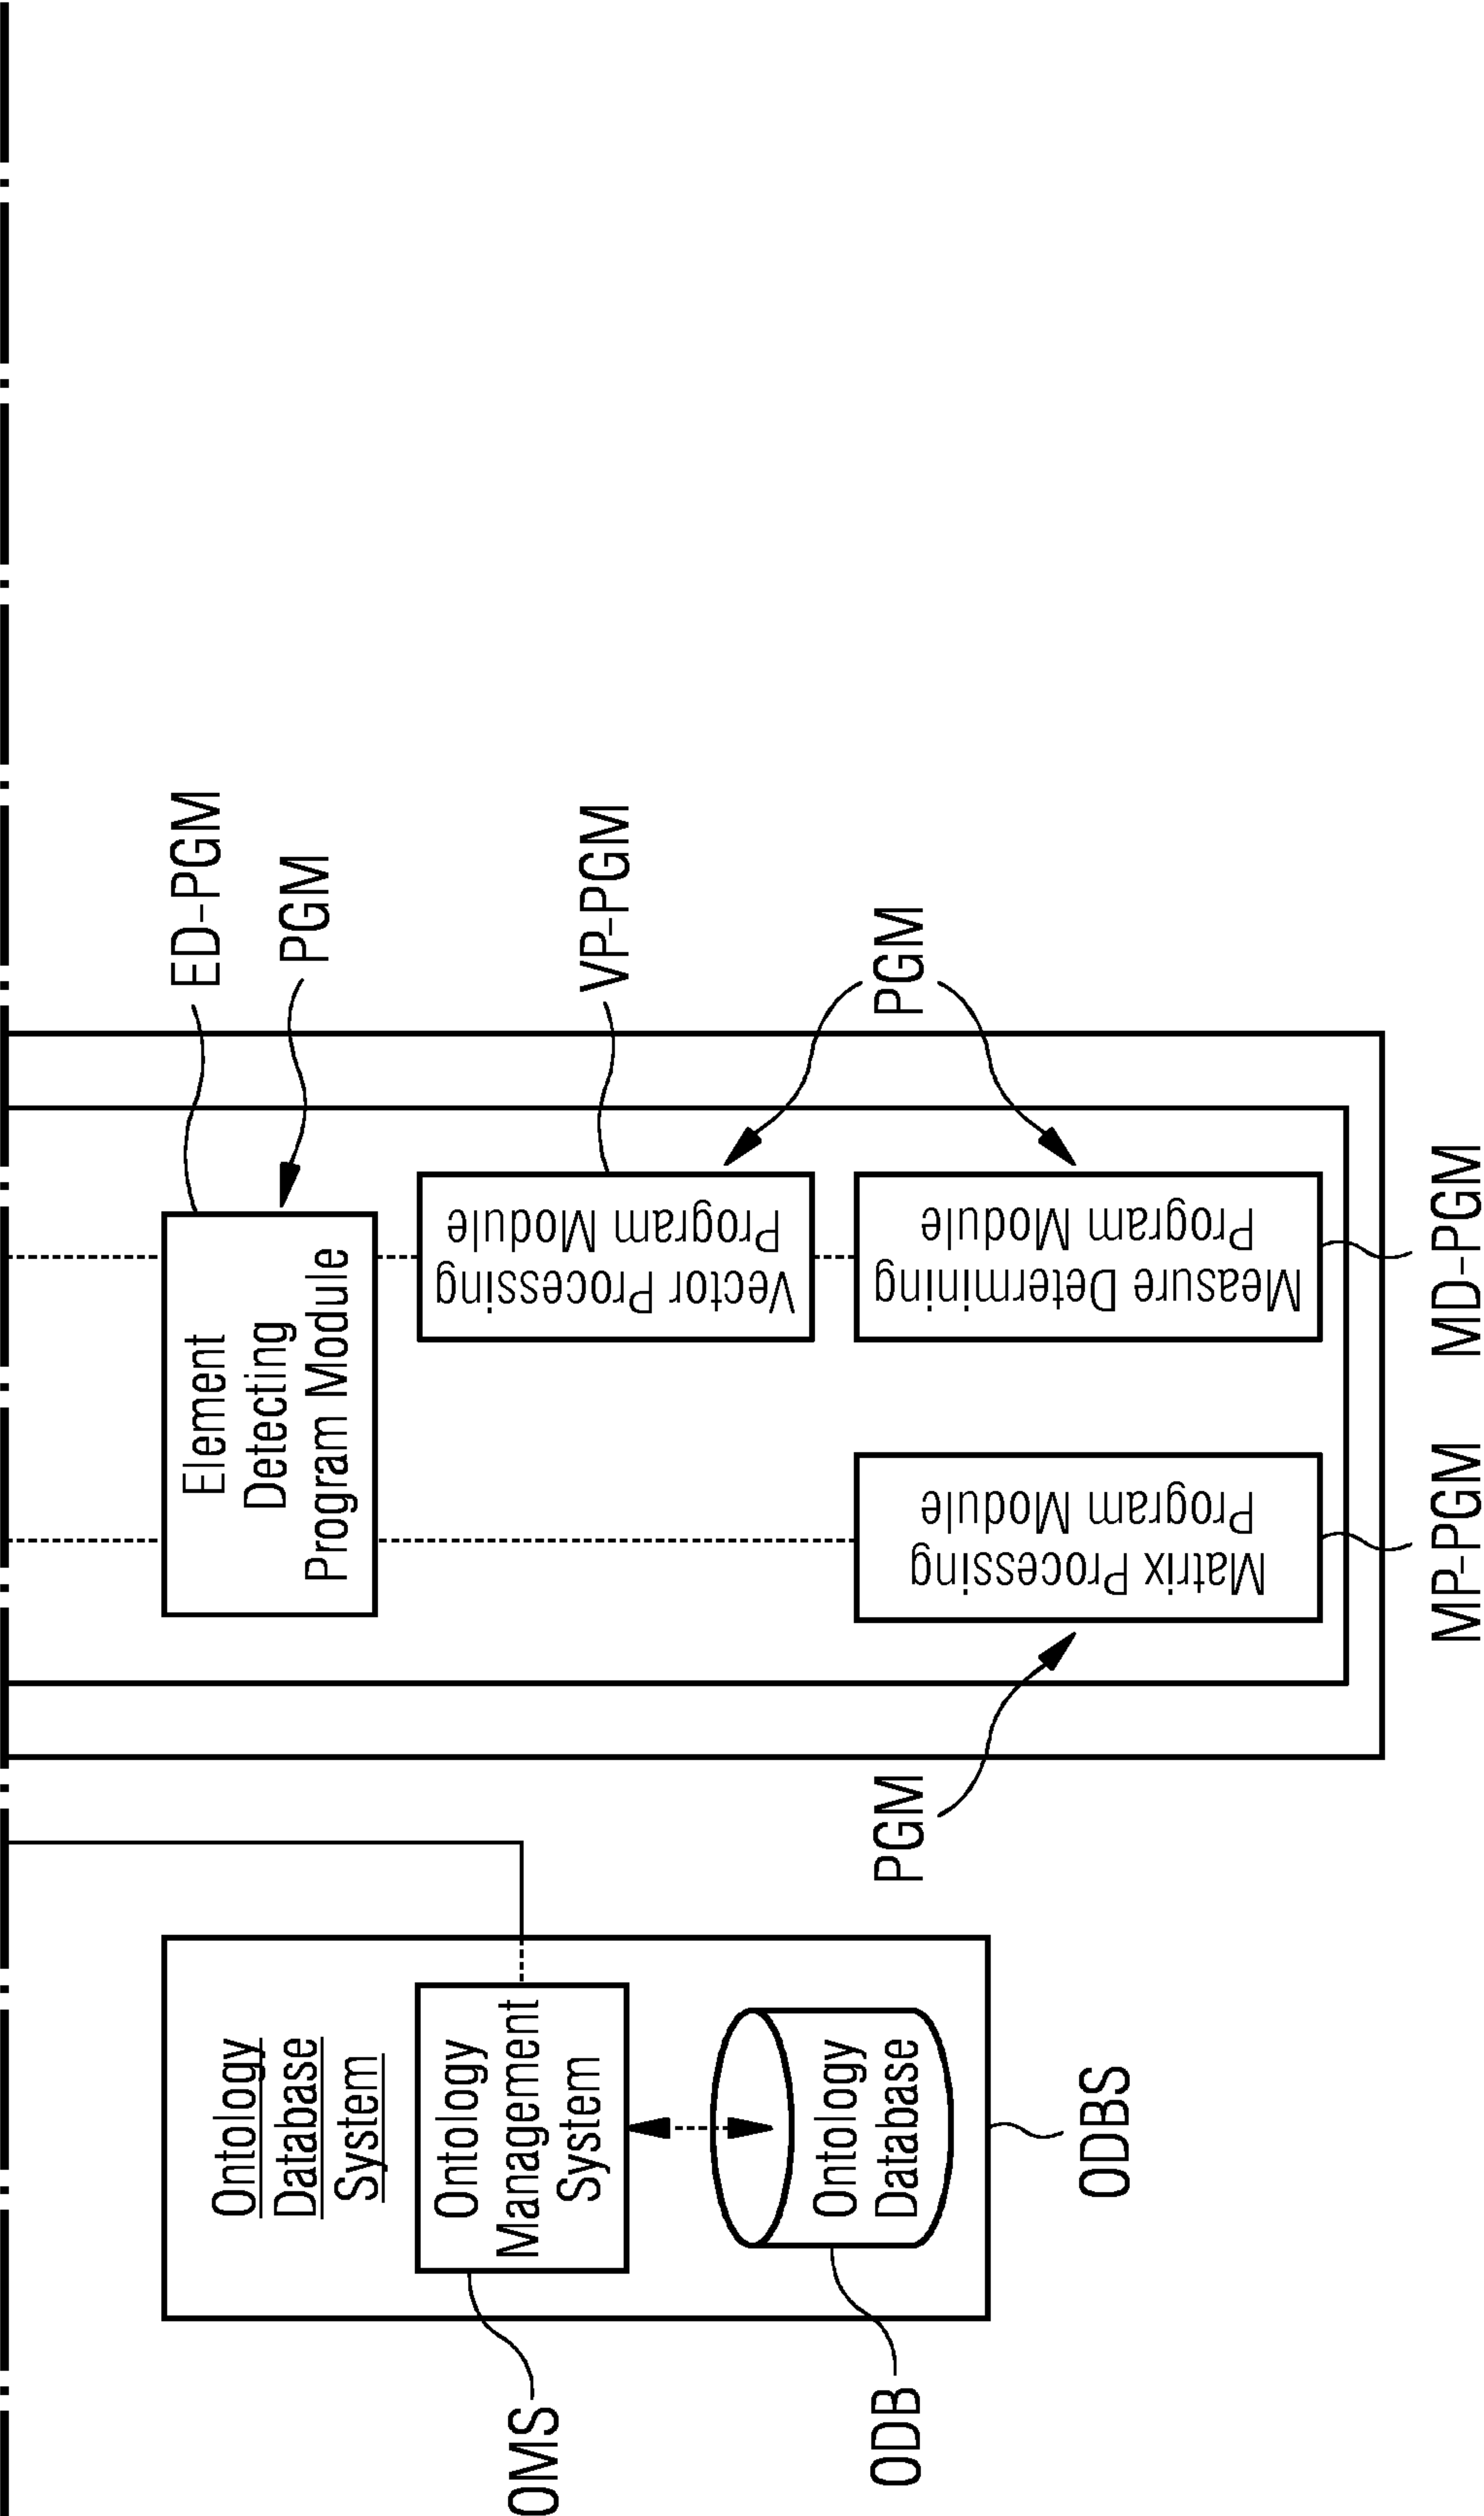 Ontology
Database
System
Ontology
Management
System
OMS
Ontology
Database
ODB
ODBS
Element
Detecting
Program Module
ED-PGM
PGM
Vector Processing
Program Module
VP-PGM
PGM
Measure Determining
Program Module
MD-PGM
Matrix Processing
Program Module
MP-PGM
PGM